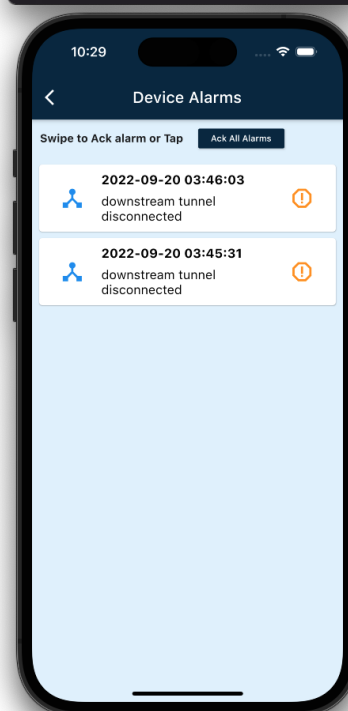 10:29
Device Alarms
Swipe to Ack alarm or Tap Ack All Alarms
2022-09-20 03:46:03
downstream tunnel
disconnected
2022-09-20 03:45:31
downstream tunnel
disconnected